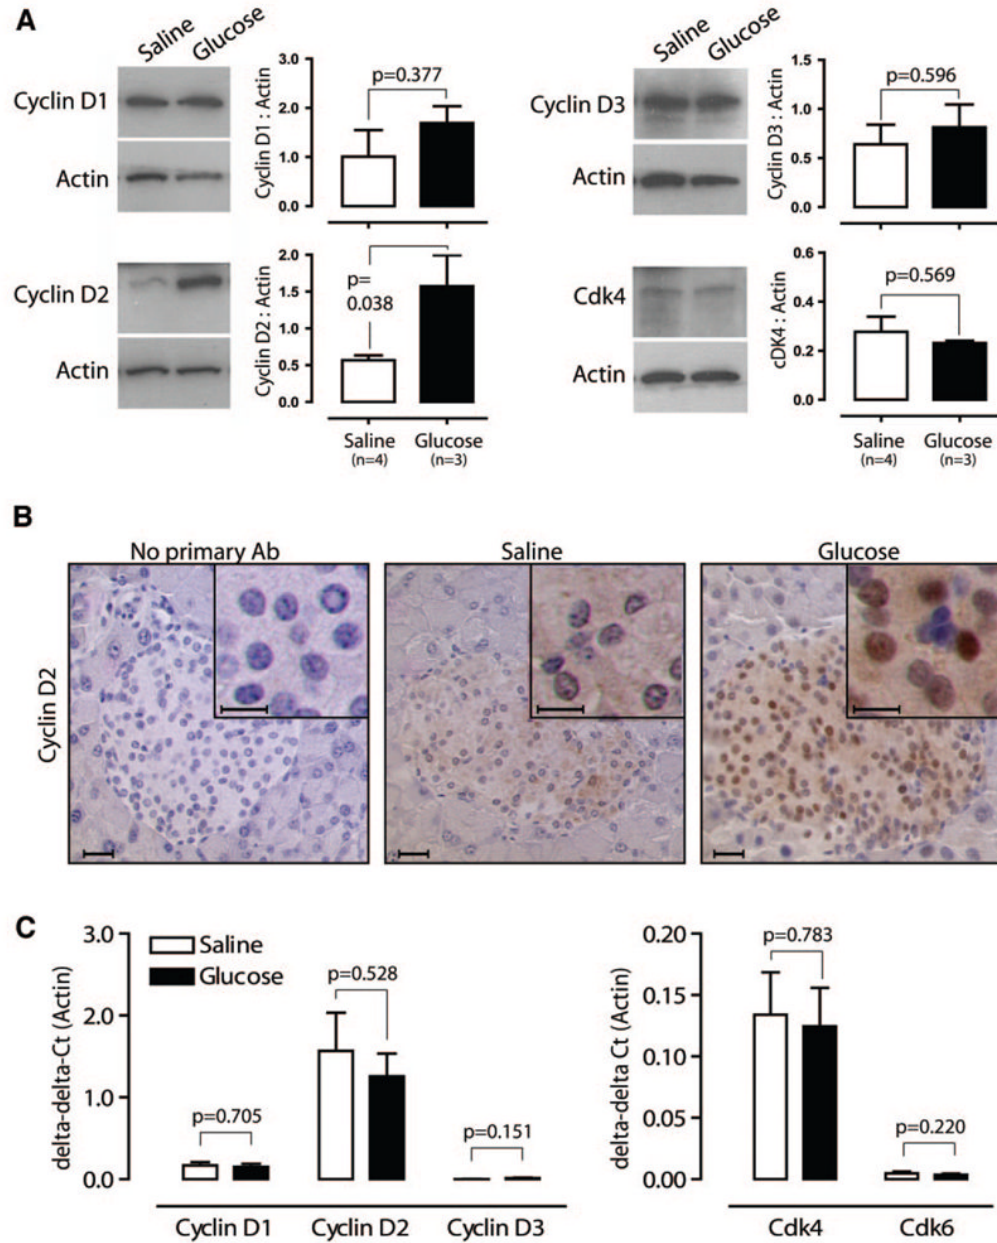 A
Saline
Glucose
Cyclin D1
Actin
Cyclin D1 : Actin
3.0
2.0
1.0
0.0
p=0.377
Cyclin D3
Actin
Saline
Glucose
Cyclin D3 : Actin
1.5
1.0
0.5
0.0
p=0.596
Cyclin D2
Actin
Cyclin D2 : Actin
2.0
1.5
1.0
0.5
0.0
p=
0.038
Saline
(n=4)
Glucose
(n=3)
Cdk4
Actin
cDK4 : Actin
0.6
0.4
0.2
0.0
p=0.569
Saline
(n=4)
Glucose
(n=3)
B
No primary Ab
Saline
Glucose
Cyclin D2
C
delta-delta-Ct (Actin)
3.0
2.0
1.0
0.0
Saline
Glucose
p=0.705
p=0.528
p=0.151
Cyclin D1
Cyclin D2
Cyclin D3
delta-delta Ct (Actin)
0.20
0.15
0.10
0.05
0.00
p=0.783
p=0.220
Cdk4
Cdk6